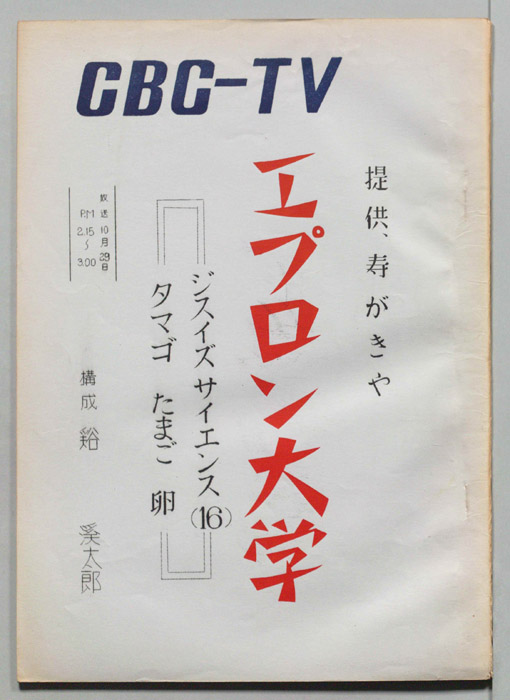 CBC-TV
提供、寿がきや
エプロン大学
ジスイズサイエンス(16)
タマゴ たまご 卵
放送10月29日
P.M 2.15〜3.00
構成 谿 奚太郎